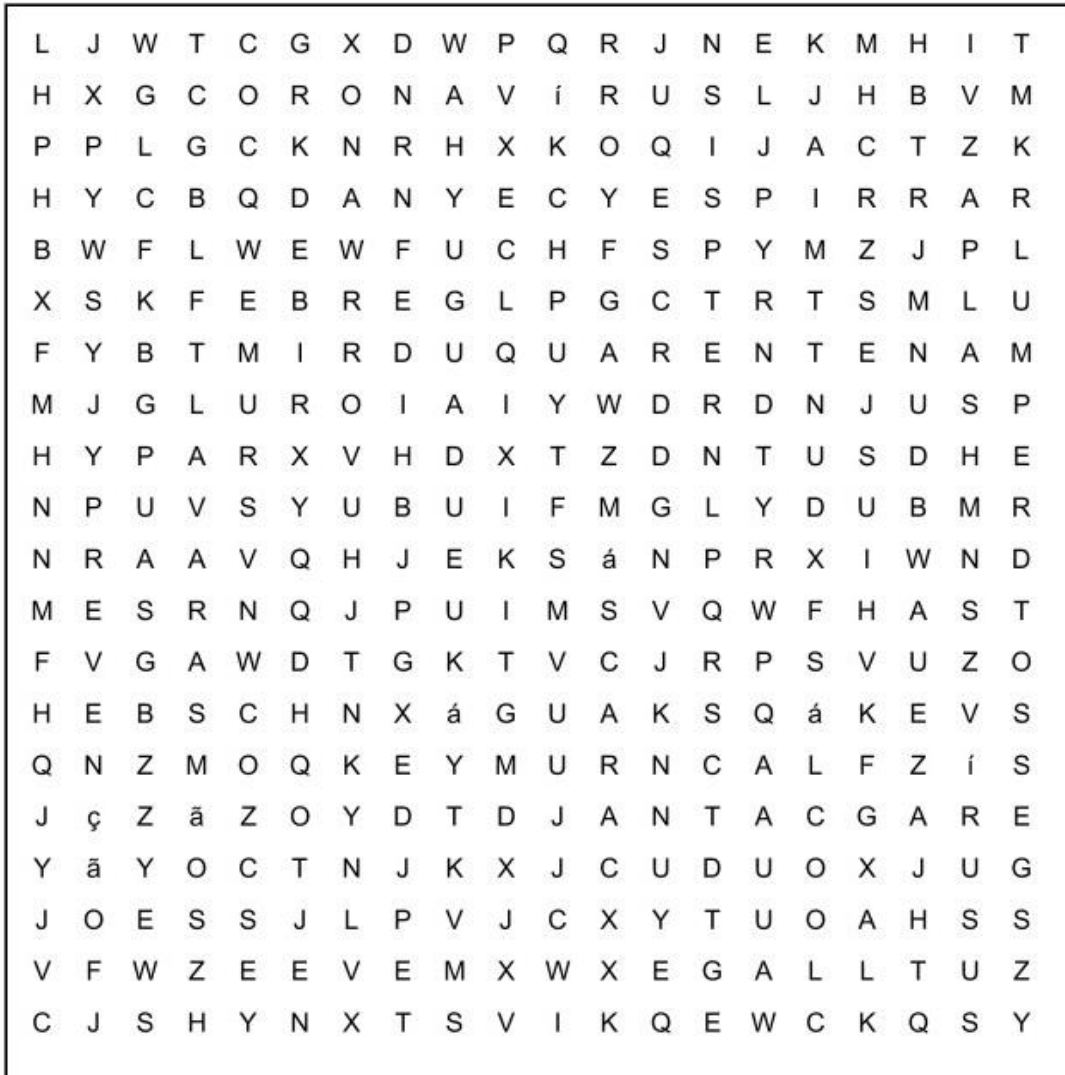 L J W T C G X D W P Q R J N E K M H I T
H X G C O R O N A V í R U S L J H B V M
P P L G C K N R H X K O Q I J A C T Z K
H Y C B Q D A N Y E C Y E S P I R R A R
B W F L W E W F U C H F S P Y M Z J P L
X S K F E B R E G L P G C T R T S M L U
F Y B T M I R D U Q U A R E N T E N A M
M J G L U R O I A I Y W D R D N J U S P
H Y P A R X V H D X T Z D N T U S D H E
N P U V S Y U B U I F M G L Y D U B M R
N R A A V Q H J E K S á N P R X I W N D
M E S R N Q J P U I M S V Q W F H A S T
F V G A W D T G K T V C J R P S V U Z O
H E B S C H N X á G U A K S Q á K E V S
Q N Z M O Q K E Y M U R N C A L F Z í S
J ç Z ã Z O Y D T D J A N T A C G A R E
Y ã Y O C T N J K X J C U D U O X J U G
J O E S S J L P V J C X Y T U O A H S S
V F W Z E E V E M X W X E G A L L T U Z
C J S H Y N X T S V I K Q E W C K Q S Y